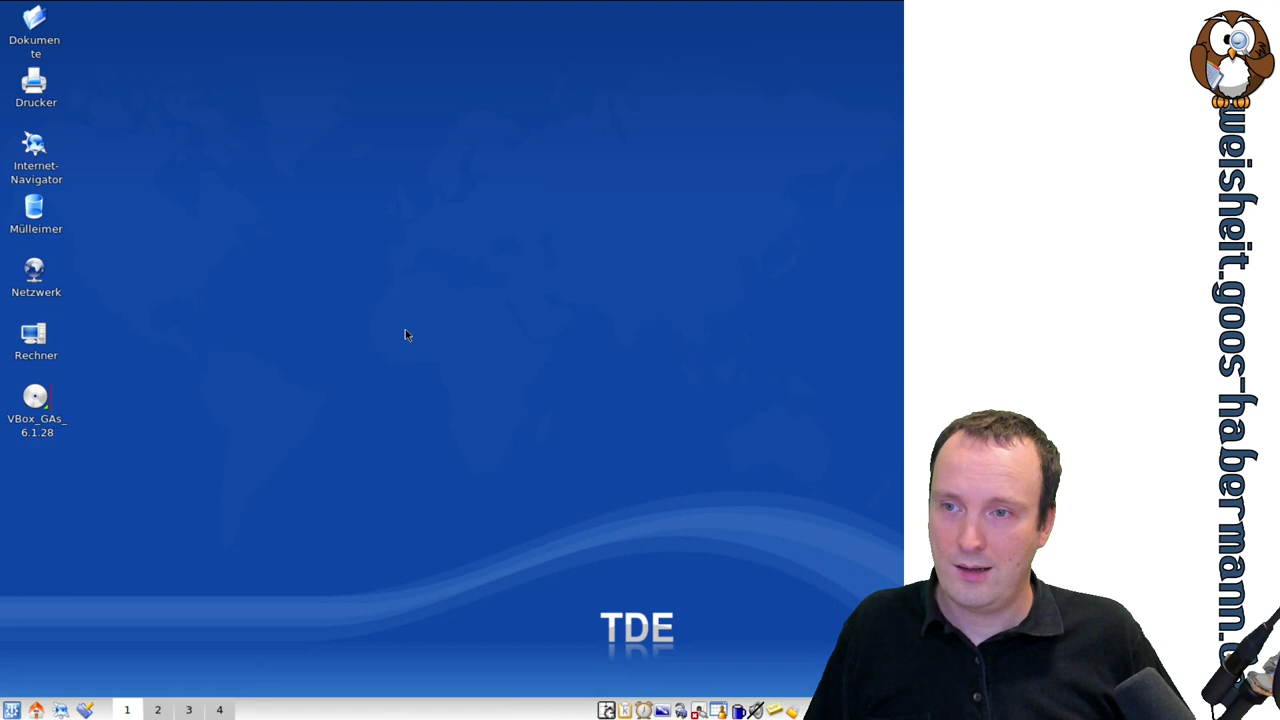 Dokumen
te
Drucker
Internet-
Navigator
Mülleimer
Netzwerk
Rechner
VBox_GAs_
6.1.28
TDE
1
2
3
4
weisheit.goos-habermann.